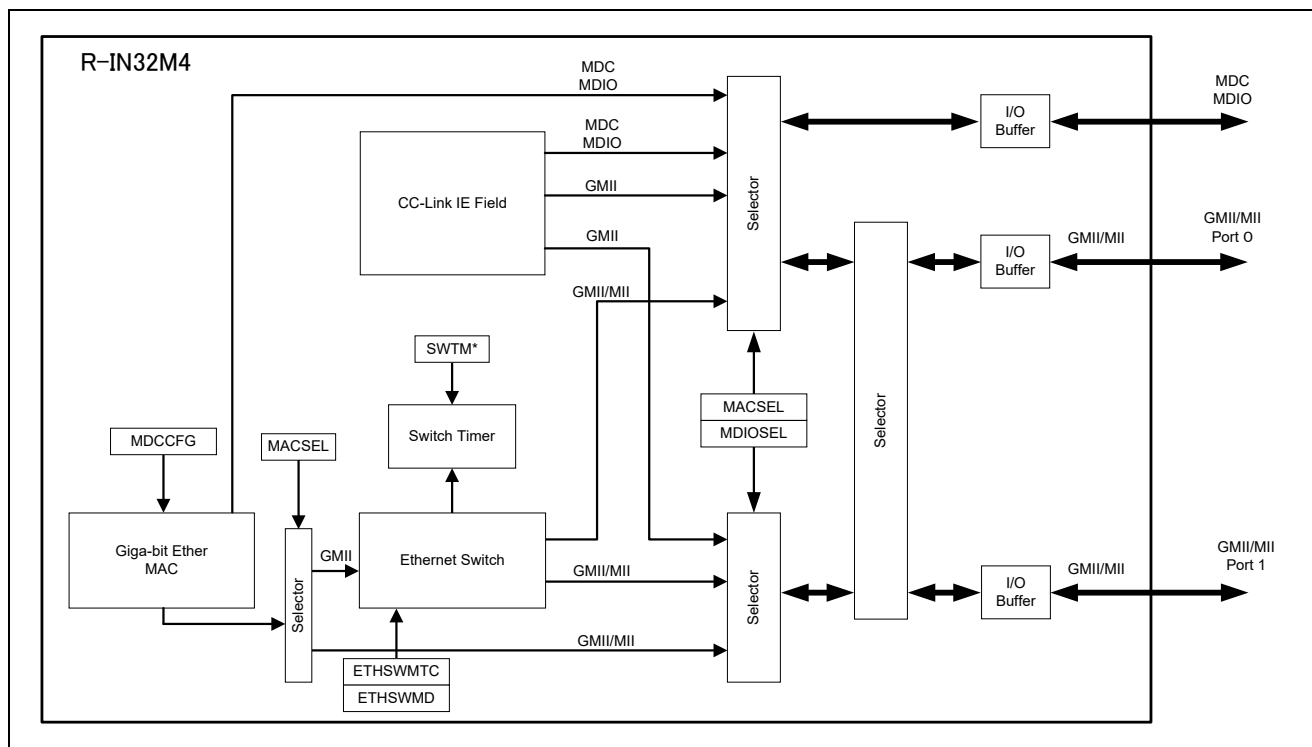 R-IN32M4
MDC
MDIO
MDC
MDIO
I/O
Buffer
MDC
MDIO
CC-Link IE Field
GMII
Selector
GMII
GMII/MII
Port 0
GMII/MII
I/O
Buffer
GMII/MII
SWTM*
Switch Timer
MACSEL
MDIOSEL
Selector
MDCCFG
MACSEL
Giga-bit Ether
MAC
Selector
GMII
Ethernet Switch
GMII/MII
Selector
GMII/MII
I/O
Buffer
GMII/MII
Port 1
GMII/MII
ETHSWMTC
ETHSWMD